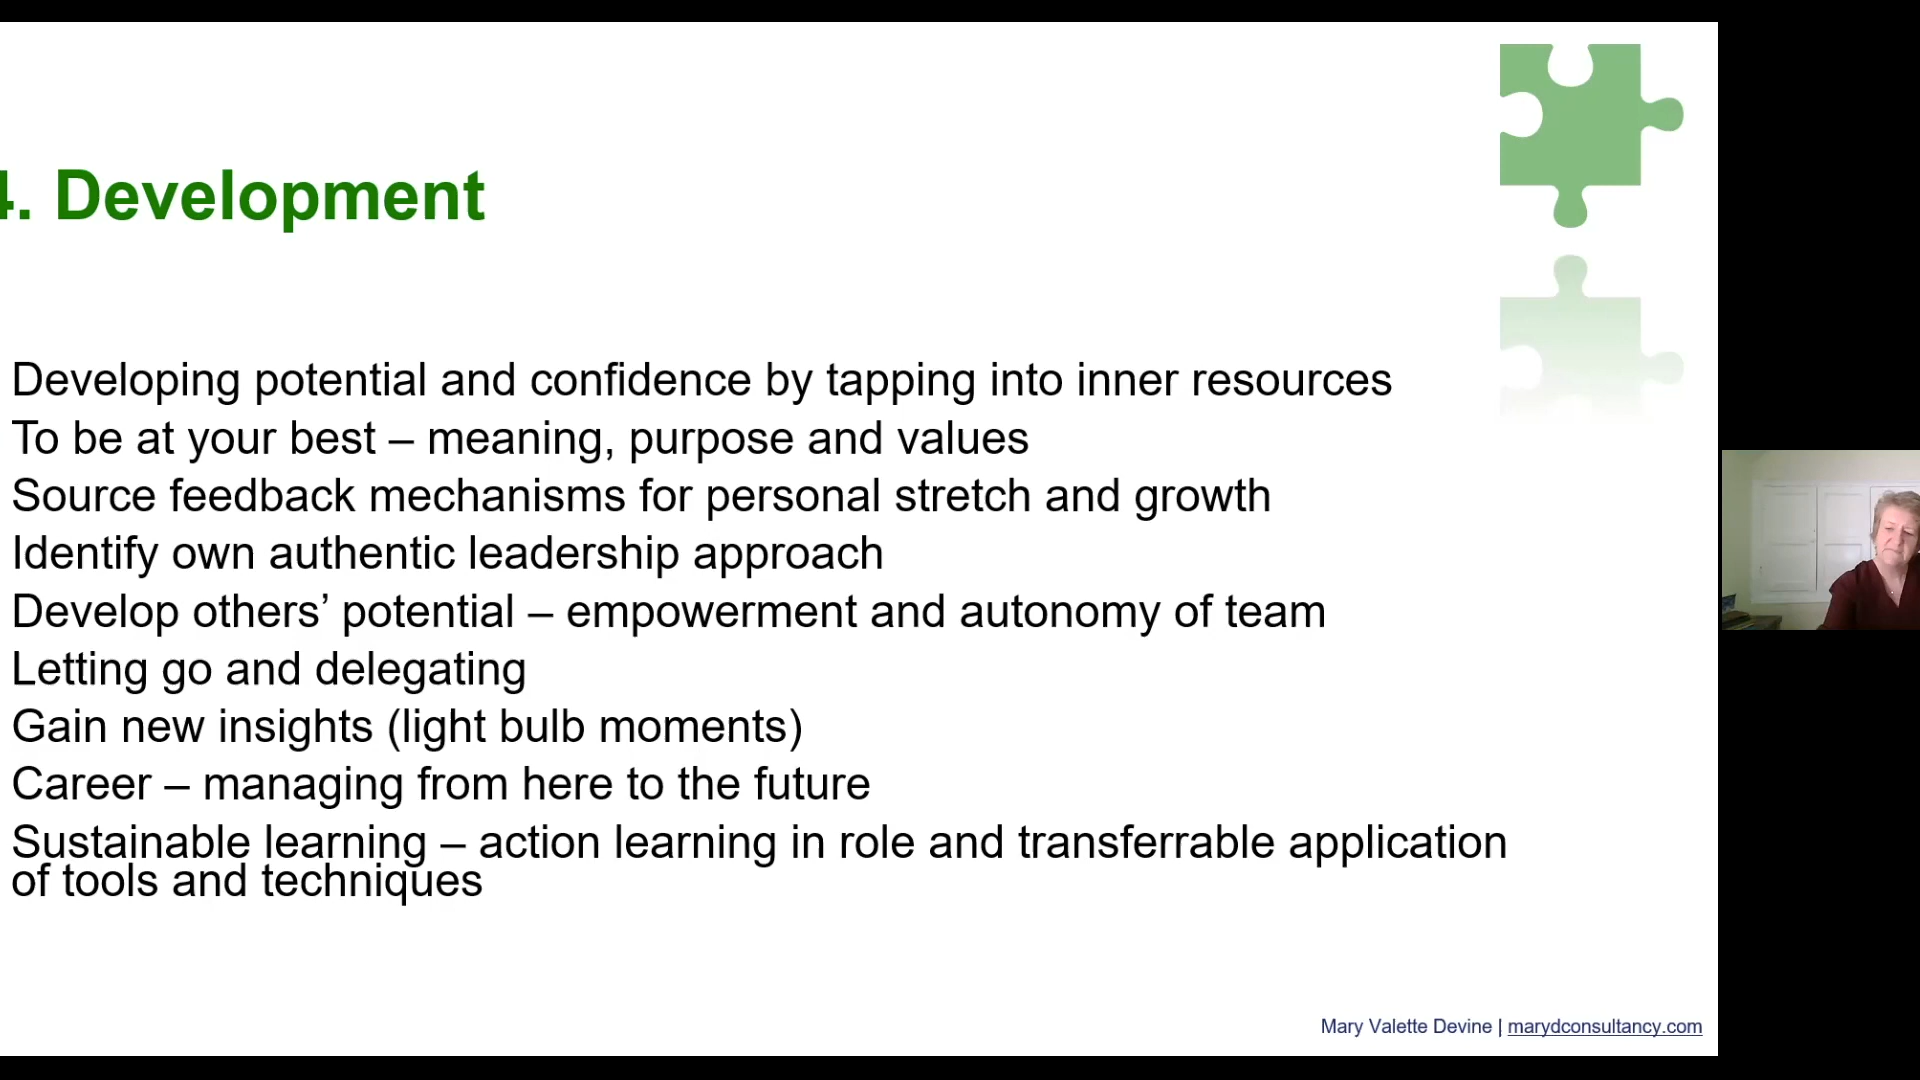 4. Development
Developing potential and confidence by tapping into inner resources
To be at your best – meaning, purpose and values
Source feedback mechanisms for personal stretch and growth
Identify own authentic leadership approach
Develop others’ potential – empowerment and autonomy of team
Letting go and delegating
Gain new insights (light bulb moments)
Career – managing from here to the future
Sustainable learning – action learning in role and transferrable application
of tools and techniques
Mary Valette Devine | marydconsultancy.com